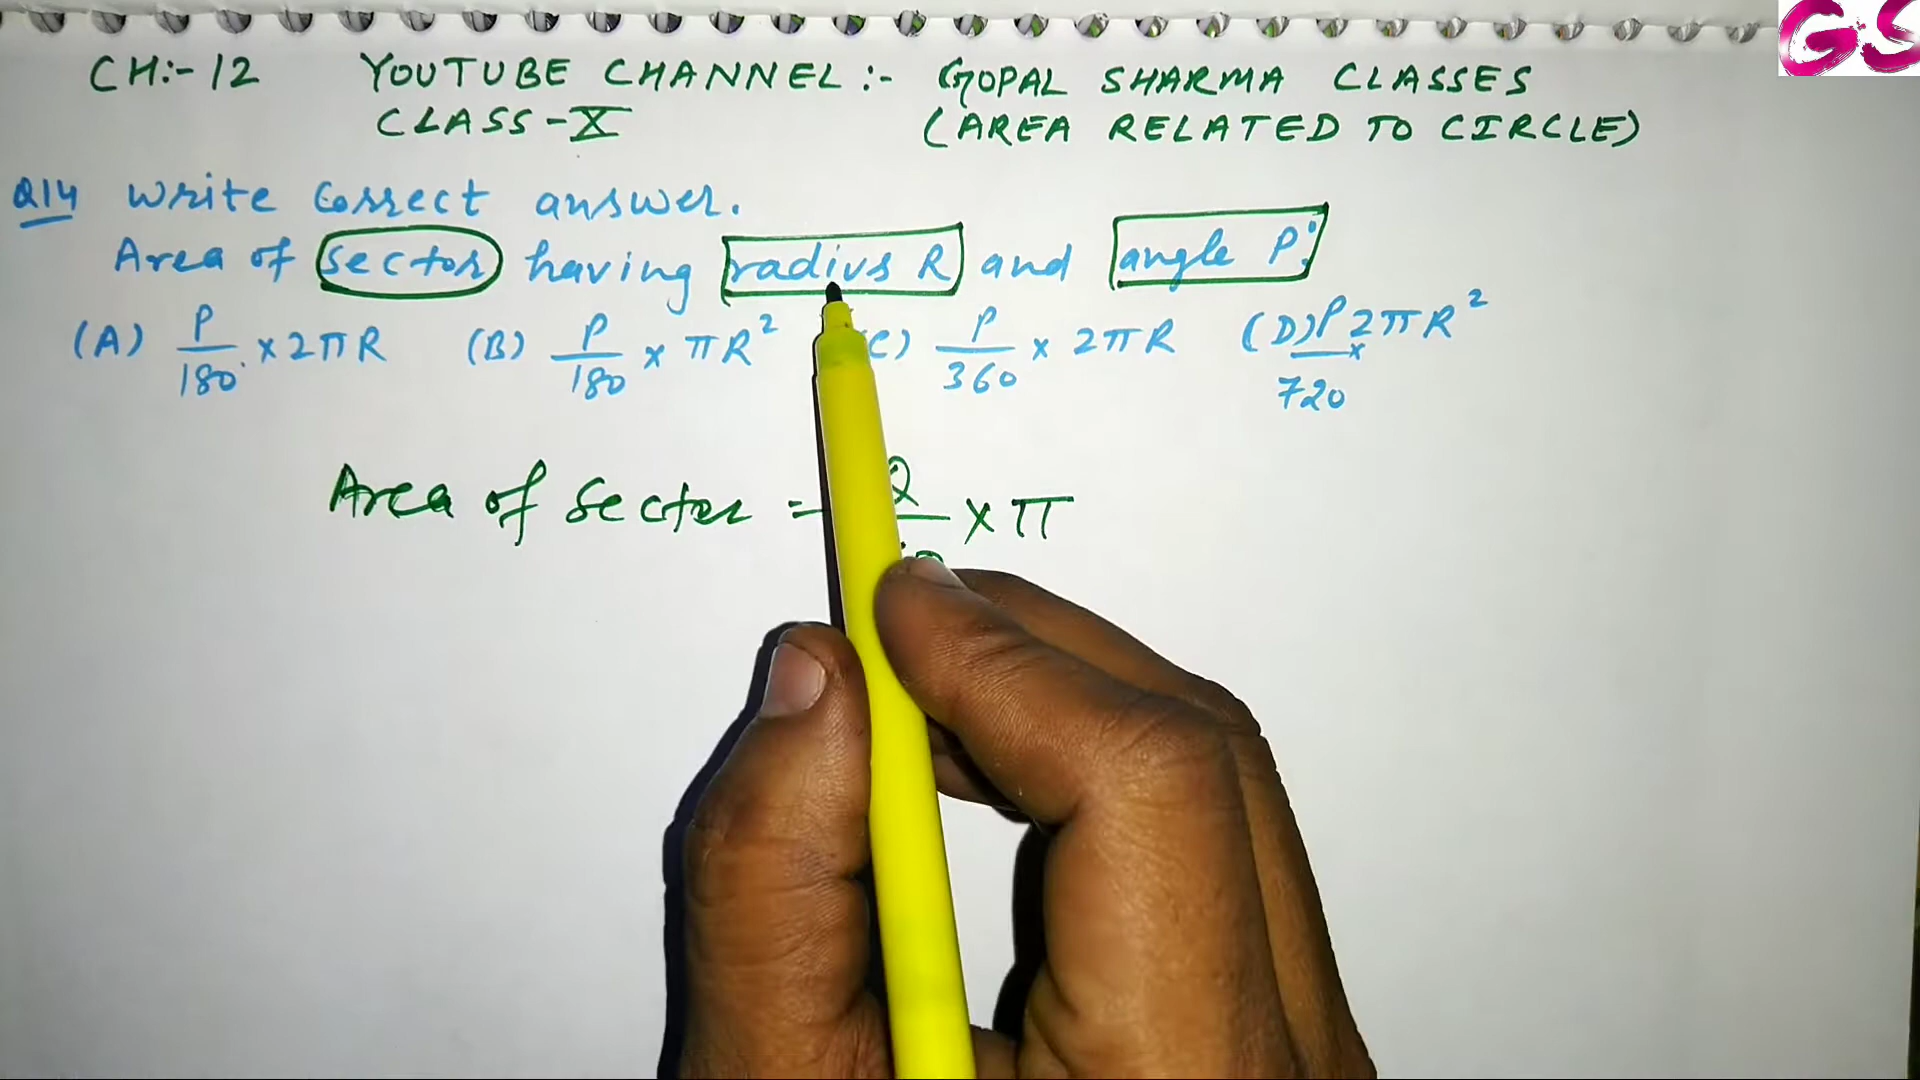 GS
CH:- 12 YOUTUBE CHANNEL:- GOPAL SHARMA CLASSES
CLASS-X (AREA RELATED TO CIRCLE)
Q14 Write Correct answer.
Area of sector having radius R and angle P°.
(A) P/180 × 2πR (B) P/180 × πR² C) P/360 × 2πR (D) P/720 × 2πR²
Area of Sector = × π